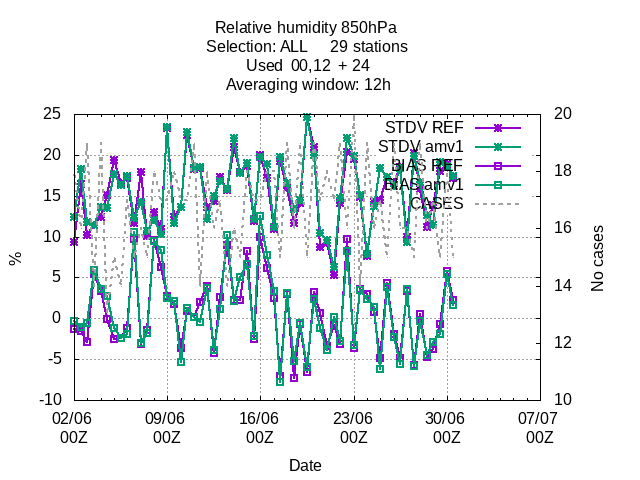 Relative humidity 850hPa
Selection: ALL 29 stations
Used 00,12 + 24
Averaging window: 12h
STDV REF
STDV amv1
BIAS REF
BIAS amv1
CASES
25
20
15
10
5
0
-5
-10
%
20
18
16
14
12
10
No cases
02/06 09/06 16/06 23/06 30/06 07/07
00Z 00Z 00Z 00Z 00Z 00Z
Date